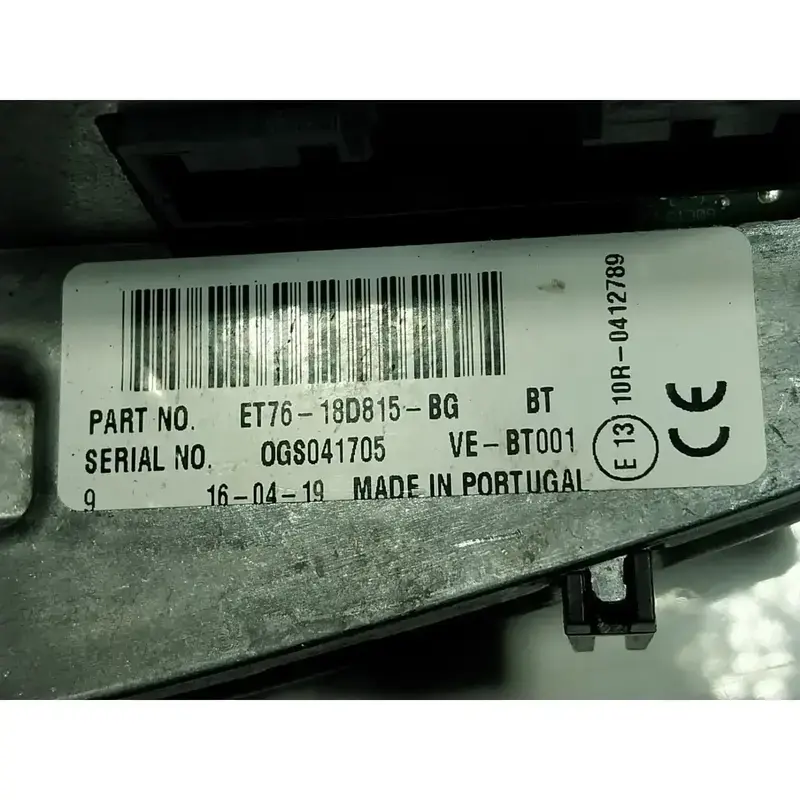 PART NO. ET76-18D815-BG BT
SERIAL NO. OGS041705 VE-BT001
9 16-04-19 MADE IN PORTUGAL
E 13 10R-0412789
CE